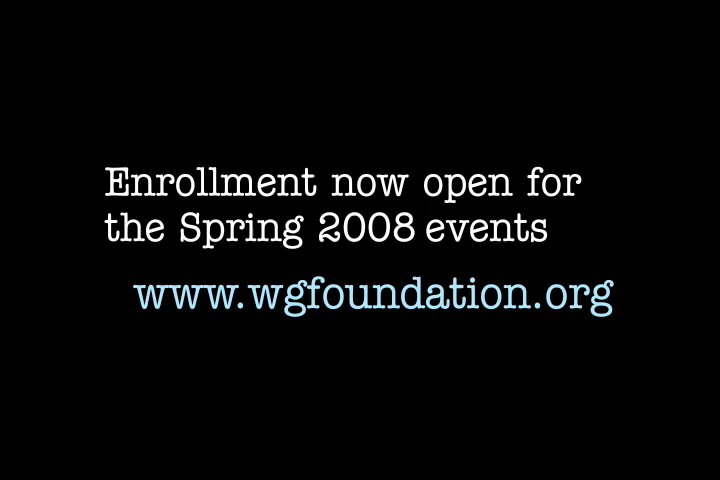 Enrollment now open for
the Spring 2008 events
www.wgfoundation.org